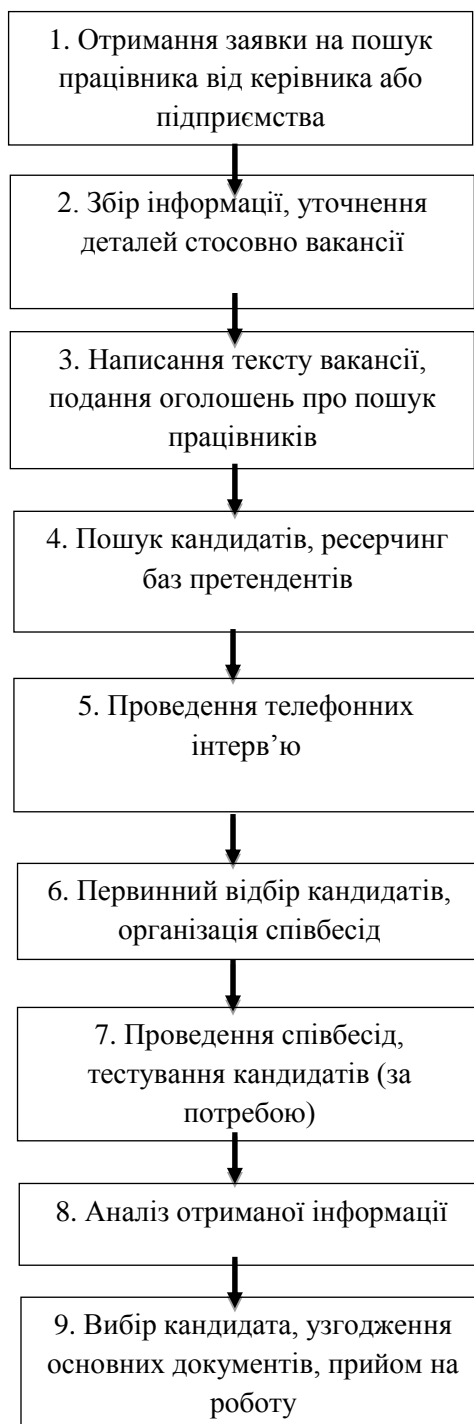 1. Отримання заявки на пошук
працівника від керівника або
підприємства
2. Збір інформації, уточнення
деталей стосовно вакансії
3. Написання тексту вакансії,
подання оголошень про пошук
працівників
4. Пошук кандидатів, ресерчинг
баз претендентів
5. Проведення телефонних
інтерв’ю
6. Первинний відбір кандидатів,
організація співбесід
7. Проведення співбесід,
тестування кандидатів (за
потребою)
8. Аналіз отриманої інформації
9. Вибір кандидата, узгодження
основних документів, прийом на
роботу